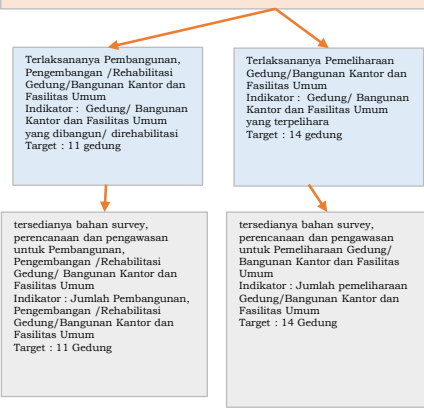 Terlaksananya Pembangunan,
Pengembangan /Rehabilitasi
Gedung/Bangunan Kantor dan
Fasilitas Umum
Indikator : Gedung/ Bangunan
Kantor dan Fasilitas Umum
yang dibangun/ direhabilitasi
Target : 11 gedung
Terlaksananya Pemeliharaan
Gedung/Bangunan Kantor dan
Fasilitas Umum
Indikator : Gedung/ Bangunan
Kantor dan Fasilitas Umum
yang terpelihara
Target : 14 gedung
tersedianya bahan survey,
perencanaan dan pengawasan
untuk Pembangunan,
Pengembangan /Rehabilitasi
Gedung/ Bangunan Kantor dan
Fasilitas Umum
Indikator : Jumlah Pembangunan,
Pengembangan /Rehabilitasi
Gedung/Bangunan Kantor dan
Fasilitas Umum
Target : 11 Gedung
tersedianya bahan survey,
perencanaan dan pengawasan
untuk Pemeliharaan Gedung/
Bangunan Kantor dan Fasilitas
Umum
Indikator : Jumlah pemeliharaan
Gedung/Bangunan Kantor dan
Fasilitas Umum
Target : 14 Gedung